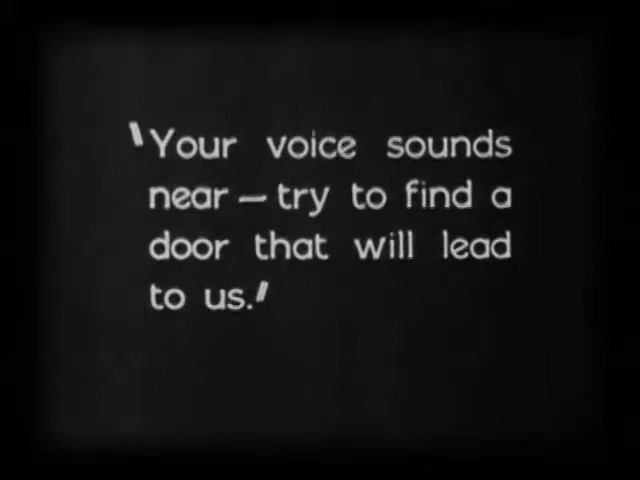 'Your voice sounds
near — try to find a
door that will lead
to us.'